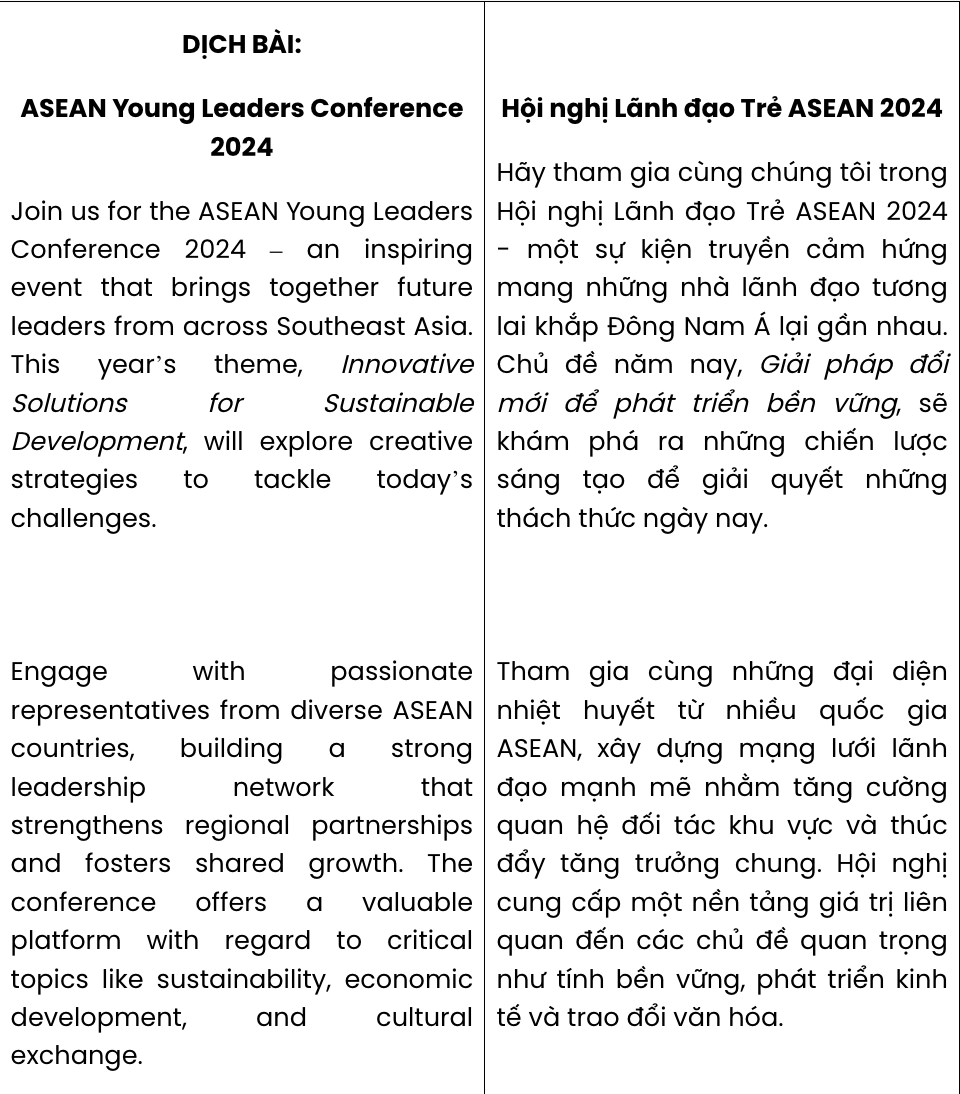 DỊCH BÀI:
ASEAN Young Leaders Conference
2024
Join us for the ASEAN Young Leaders
Conference 2024 – an inspiring
event that brings together future
leaders from across Southeast Asia.
This year’s theme, Innovative
Solutions for Sustainable
Development, will explore creative
strategies to tackle today’s
challenges.
Engage with passionate
representatives from diverse ASEAN
countries, building a strong
leadership network that
strengthens regional partnerships
and fosters shared growth. The
conference offers a valuable
platform with regard to critical
topics like sustainability, economic
development, and cultural
exchange.
Hội nghị Lãnh đạo Trẻ ASEAN 2024
Hãy tham gia cùng chúng tôi trong
Hội nghị Lãnh đạo Trẻ ASEAN 2024
- một sự kiện truyền cảm hứng
mang những nhà lãnh đạo tương
lai khắp Đông Nam Á lại gần nhau.
Chủ đề năm nay, Giải pháp đổi
mới để phát triển bền vững, sẽ
khám phá ra những chiến lược
sáng tạo để giải quyết những
thách thức ngày nay.
Tham gia cùng những đại diện
nhiệt huyết từ nhiều quốc gia
ASEAN, xây dựng mạng lưới lãnh
đạo mạnh mẽ nhằm tăng cường
quan hệ đối tác khu vực và thúc
đẩy tăng trưởng chung. Hội nghị
cung cấp một nền tảng giá trị liên
quan đến các chủ đề quan trọng
như tính bền vững, phát triển kinh
tế và trao đổi văn hóa.